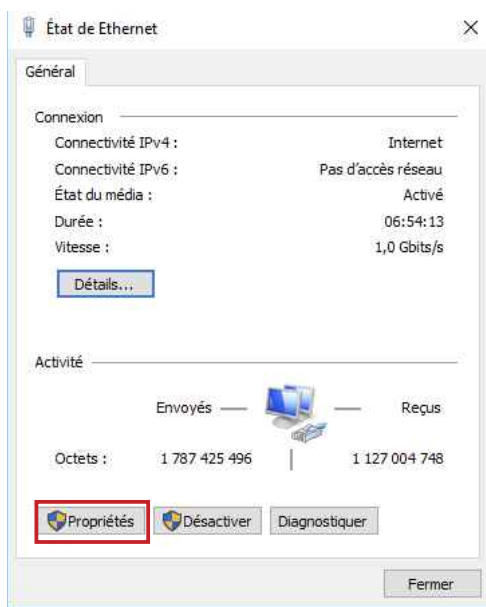 État de Ethernet
Général
Connexion
Connectivité IPv4 : Internet
Connectivité IPv6 : Pas d'accès réseau
État du média : Activé
Durée : 06:54:13
Vitesse : 1,0 Gbits/s
Détails...
Activité
Envoyés Reçus
Octets : 1 787 425 496 1 127 004 748
Propriétés Désactiver Diagnostiquer
Fermer